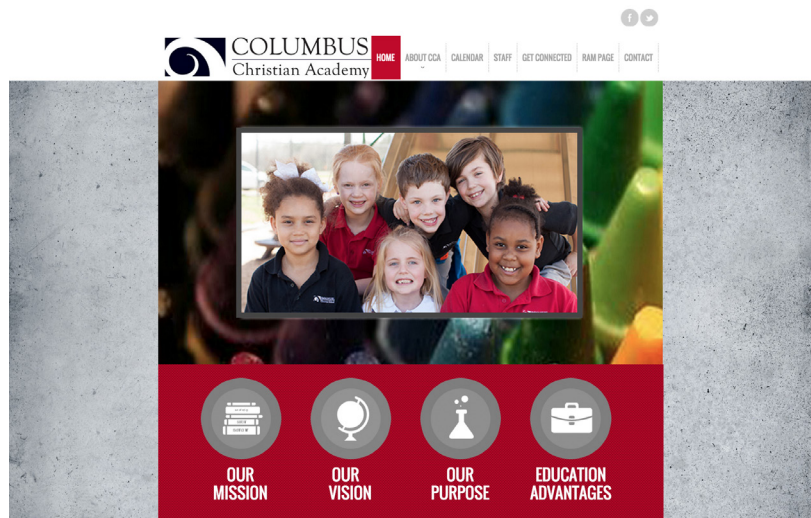 COLUMBUS
Christian Academy
HOME
ABOUT CCA
CALENDAR
STAFF
GET CONNECTED
RAM PAGE
CONTACT
OUR
MISSION
OUR
VISION
OUR
PURPOSE
EDUCATION
ADVANTAGES